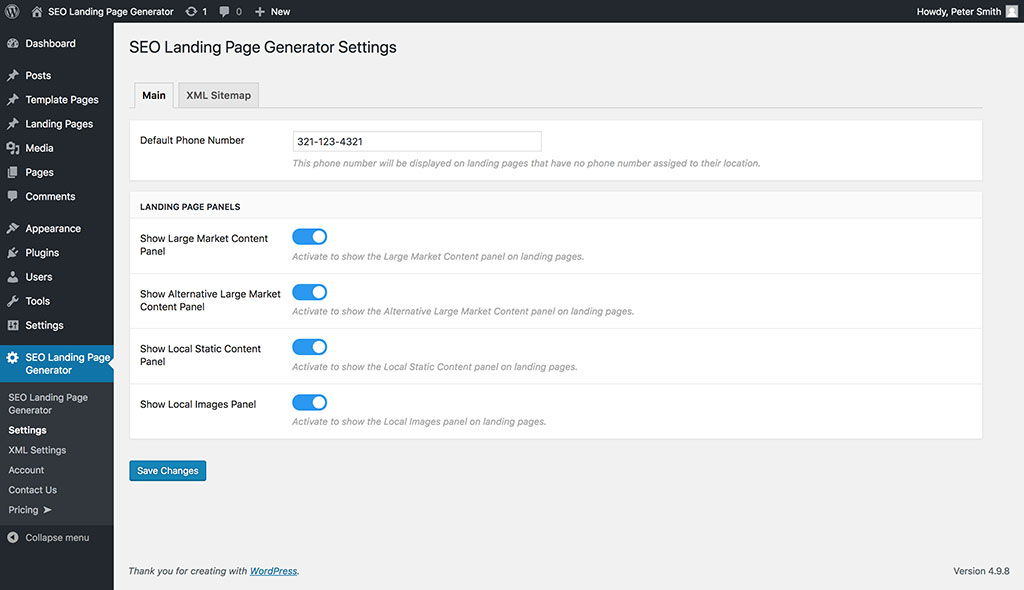 SEO Landing Page Generator 1 0 New Howdy, Peter Smith
Dashboard
Posts
Template Pages
Landing Pages
Media
Pages
Comments
Appearance
Plugins
Users
Tools
Settings
SEO Landing Page
Generator
SEO Landing Page
Generator
Settings
XML Settings
Account
Contact Us
Pricing ➤
Collapse menu
SEO Landing Page Generator Settings
Main XML Sitemap
Default Phone Number 321-123-4321
This phone number will be displayed on landing pages that have no phone number assiged to their location.
LANDING PAGE PANELS
Show Large Market Content
Panel
Activate to show the Large Market Content panel on landing pages.
Show Alternative Large Market
Content Panel
Activate to show the Alternative Large Market Content panel on landing pages.
Show Local Static Content
Panel
Activate to show the Local Static Content panel on landing pages.
Show Local Images Panel
Activate to show the Local Images panel on landing pages.
Save Changes
Thank you for creating with WordPress. Version 4.9.8